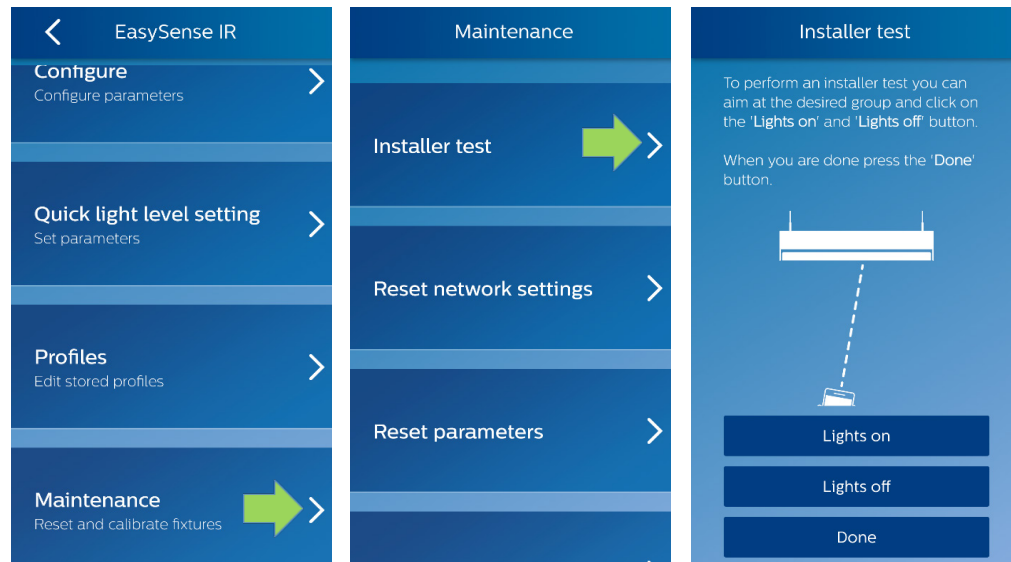 EasySense IR
Configure
Configure parameters
Quick light level setting
Set parameters
Profiles
Edit stored profiles
Maintenance
Reset and calibrate fixtures
Maintenance
Installer test
Reset network settings
Reset parameters
Installer test
To perform an installer test you can
aim at the desired group and click on
the 'Lights on' and 'Lights off' button.
When you are done press the 'Done'
button.
Lights on
Lights off
Done